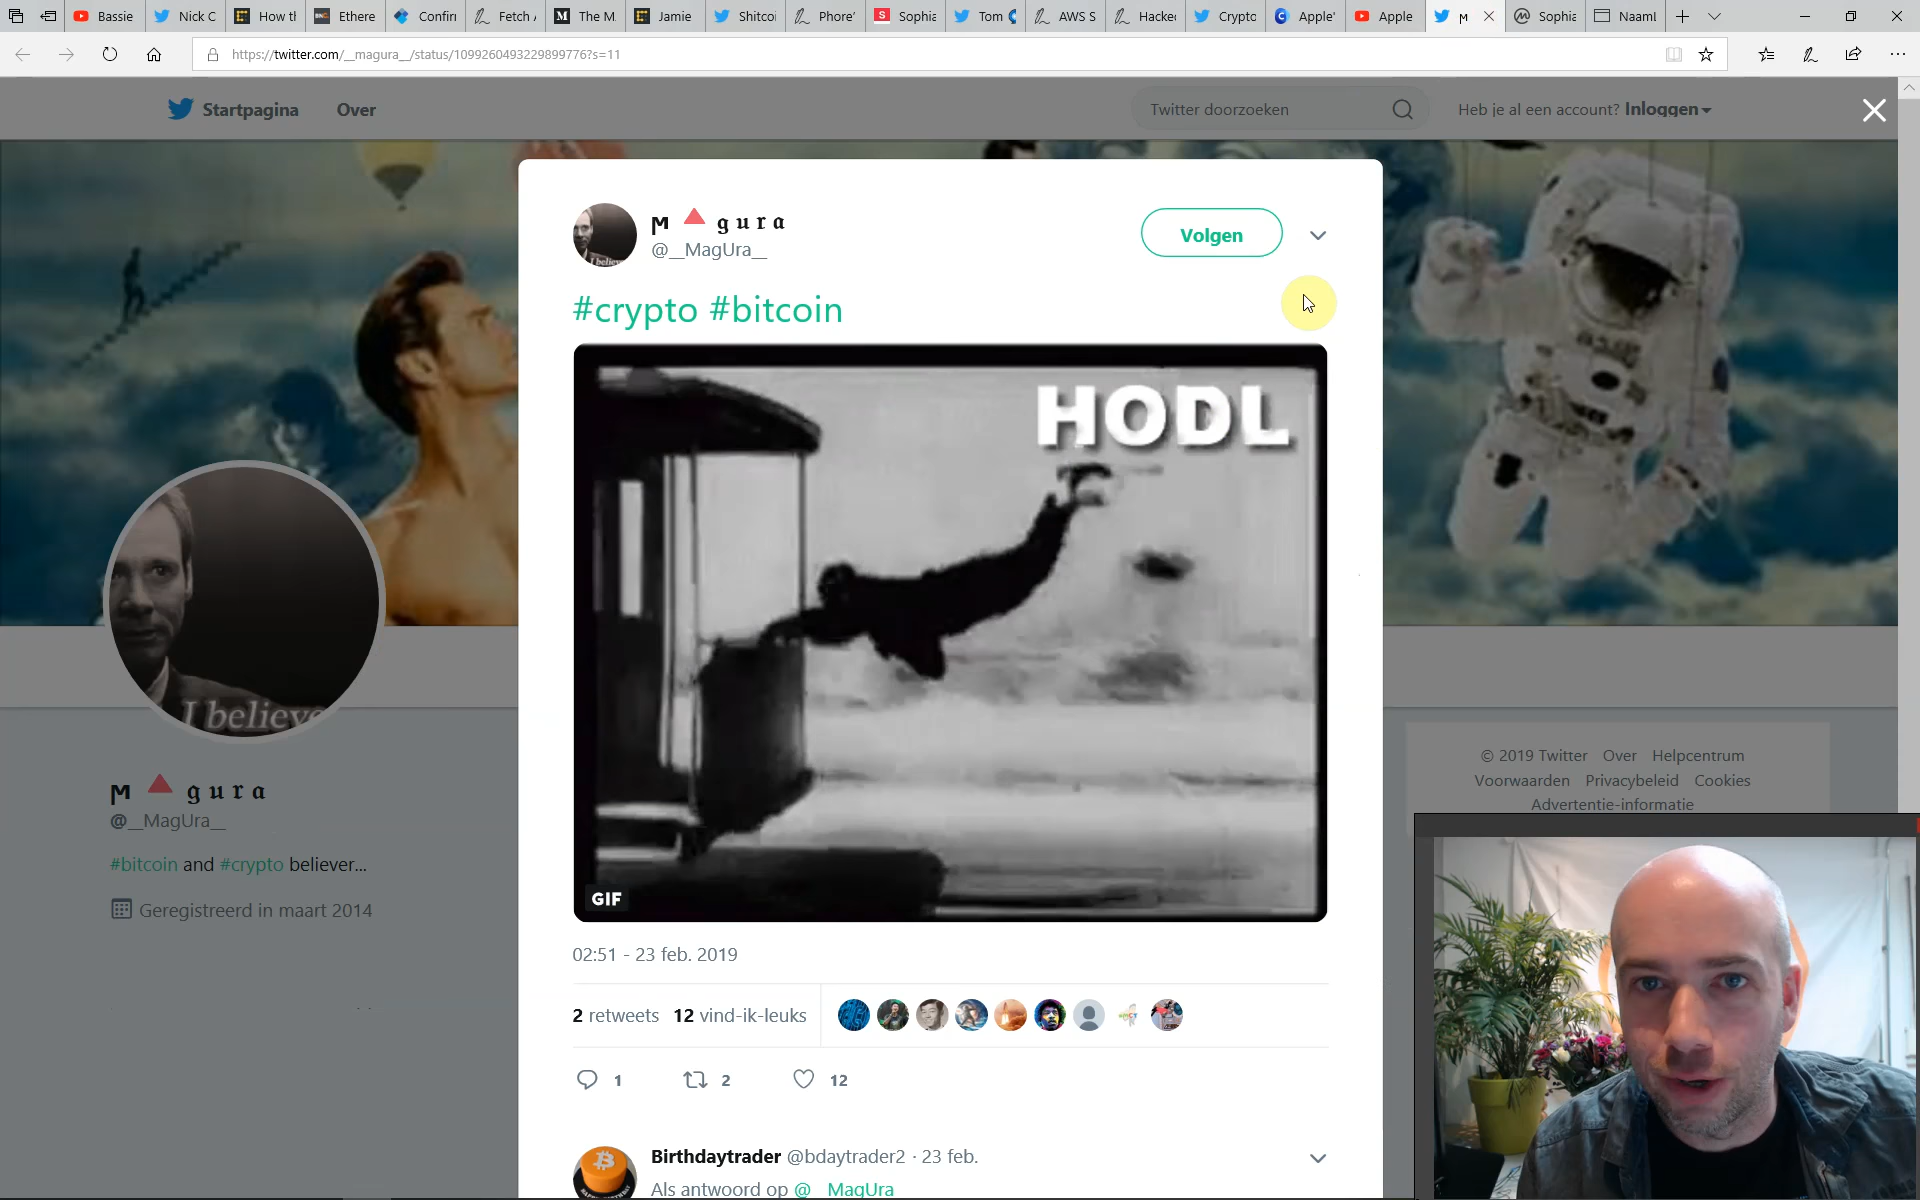 Bassie
Nick C
How tl
Ethere
Confirı
Fetch
The M
Jamie
Shitcoi
Phore'
Sophia
Tom
AWS S
Hacke
Crypto
Apple'
Apple
Sophia
Naaml
https://twitter.com/__magura__/status/1099260493229899776?s=11
Startpagina
Over
Twitter doorzoeken
Heb je al een account? Inloggen
M gura
@__MagUra__
Volgen
#crypto #bitcoin
HODL
GIF
02:51 - 23 feb. 2019
2 retweets 12 vind-ik-leuks
1 2 12
Birthdaytrader @bdaytrader2 · 23 feb.
Als antwoord op @__MagUra__
I believe
M gura
@__MagUra__
#bitcoin and #crypto believer...
Geregistreerd in maart 2014
© 2019 Twitter Over Helpcentrum
Voorwaarden Privacybeleid Cookies
Advertentie-informatie